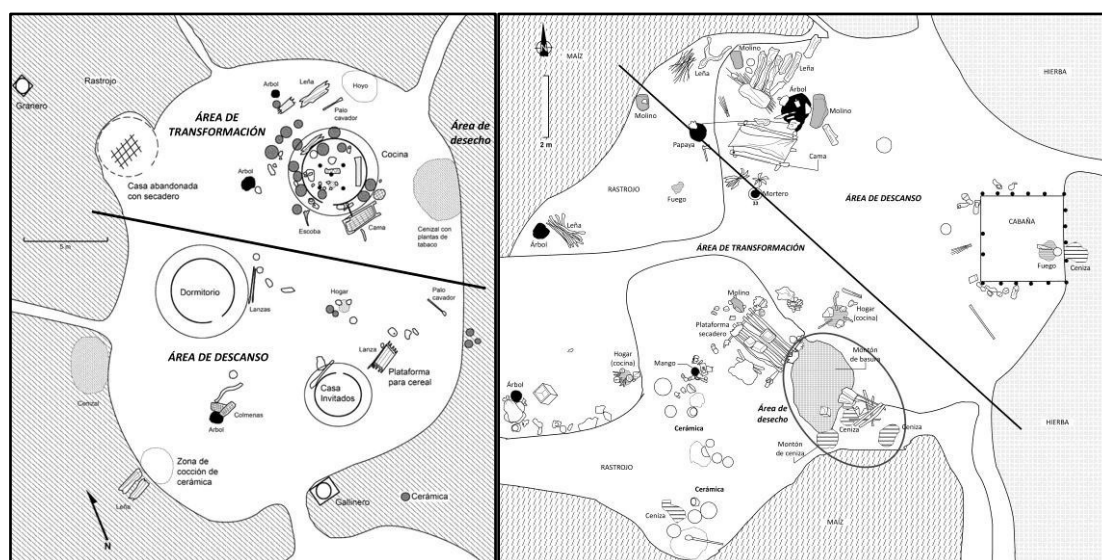 Rastrojo
Granero
Arbol
Leña
Hoyo
Palo
cavador
ÁREA DE
TRANSFORMACIÓN
Área de
desecho
Cocina
Casa abandonada
con secadero
Arbol
Escoba
Cama
Cenizal con
plantas de
tabaco
5 m
Dormitorio
Lanzas
Hogar
Palo
cavador
ÁREA DE DESCANSO
Lanza
Plataforma
para cereal
Casa
Invitados
Cenizal
Colmenas
Arbol
Zona de
cocción de
cerámica
Leña
Gallinero
Cerámica
N
MAÍZ
2 m
Leña
Molino
Leña
HIERBA
Árbol
Molino
Molino
Papaya
Cama
RASTROJO
Fuego
Mortero
ÁREA DE DESCANSO
CABAÑA
Árbol
Leña
Fuego
Ceniza
ÁREA DE TRANSFORMACIÓN
Molino
Plataforma
secadero
Hogar
(cocina)
Hogar
(cocina)
Mango
Montón
de basura
Árbol
Área de
desecho
Cerámica
Ceniza
Ceniza
Montón
de ceniza
HIERBA
RASTROJO
Cerámica
Ceniza
MAÍZ